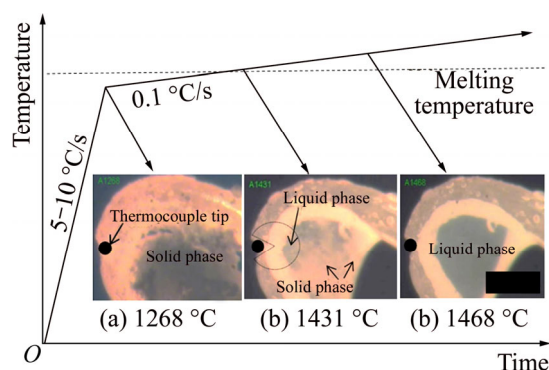 Temperature
5–10 °C/s
0.1 °C/s
Melting
temperature
A1268
Thermocouple tip
Solid phase
A1431
Liquid phase
Solid phase
A1468
Liquid phase
(a) 1268 °C
(b) 1431 °C
(b) 1468 °C
O
Time